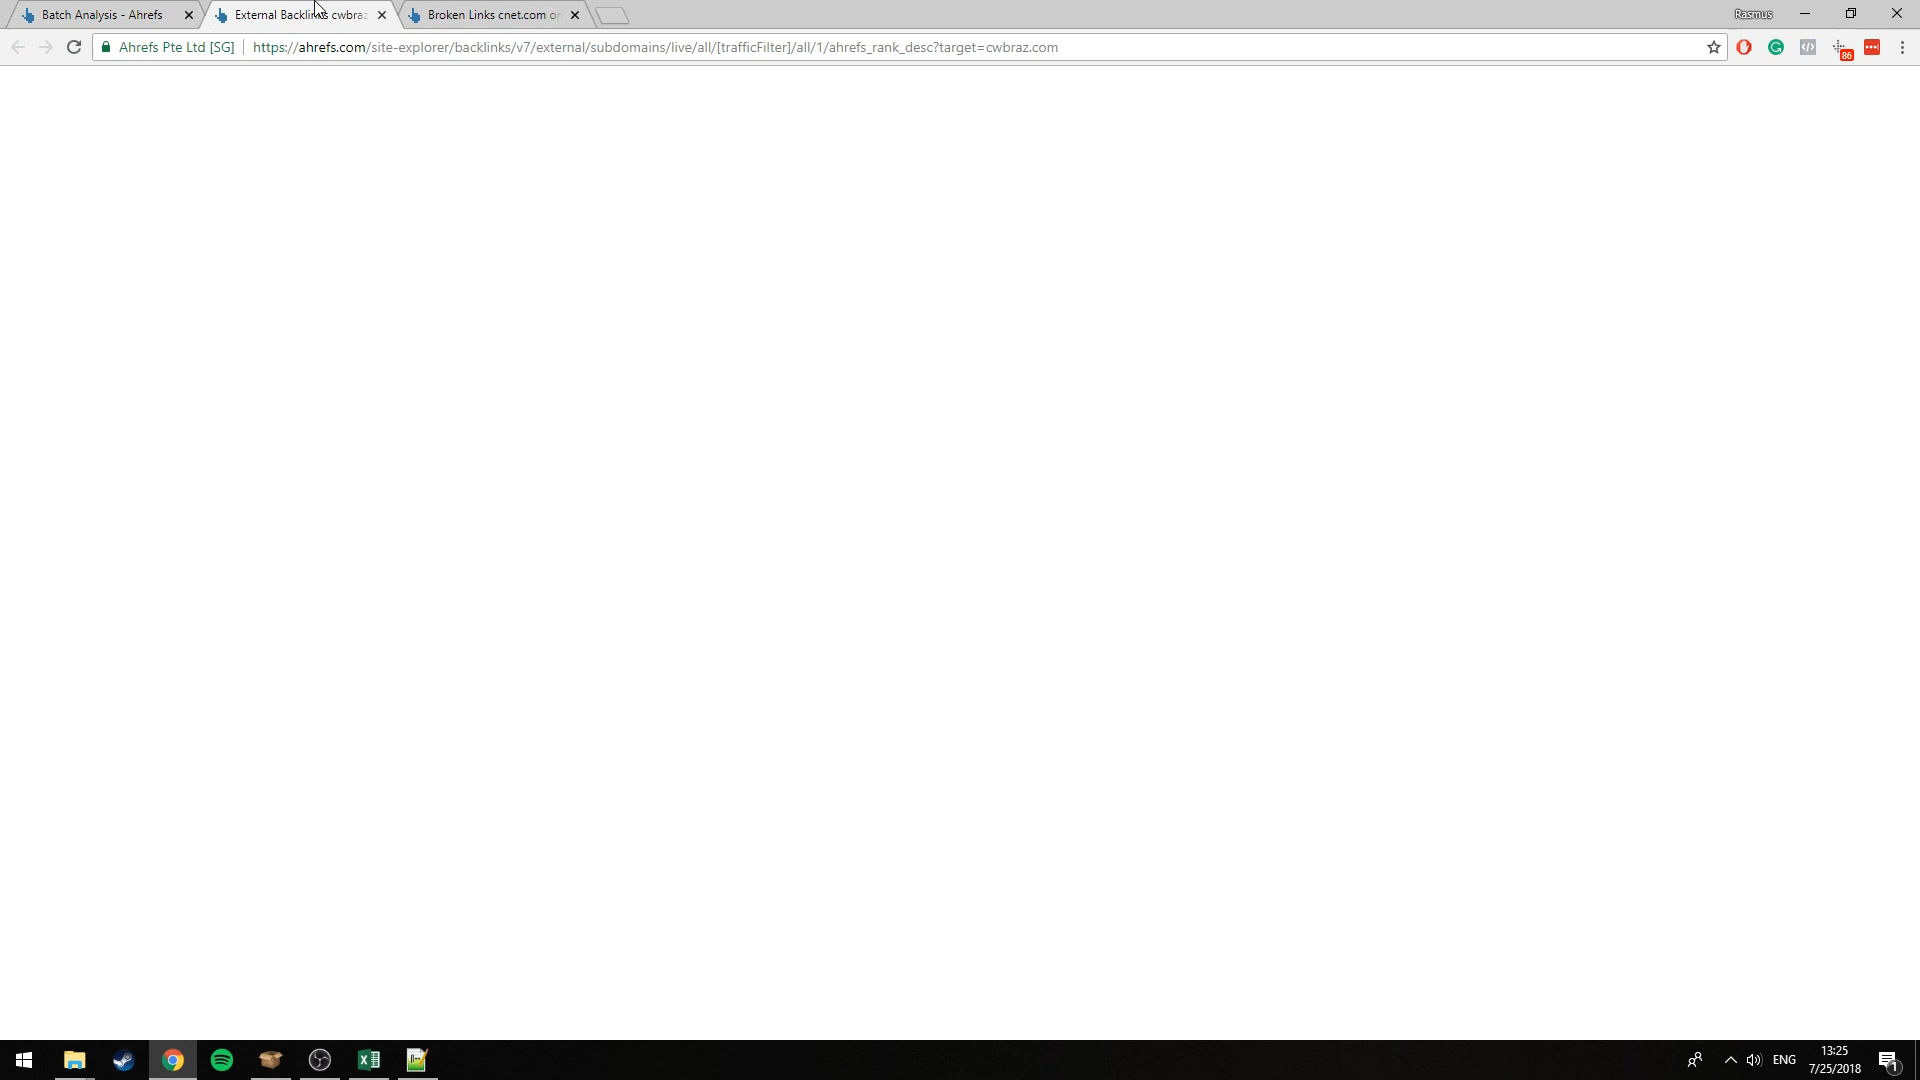 Batch Analysis - Ahrefs
External Backlinks cwbraz
Broken Links cnet.com or
Rasmus
Ahrefs Pte Ltd [SG]
https://ahrefs.com/site-explorer/backlinks/v7/external/subdomains/live/all/[trafficFilter]/all/1/ahrefs_rank_desc?target=cwbraz.com
86
ENG
13:25
7/25/2018
1